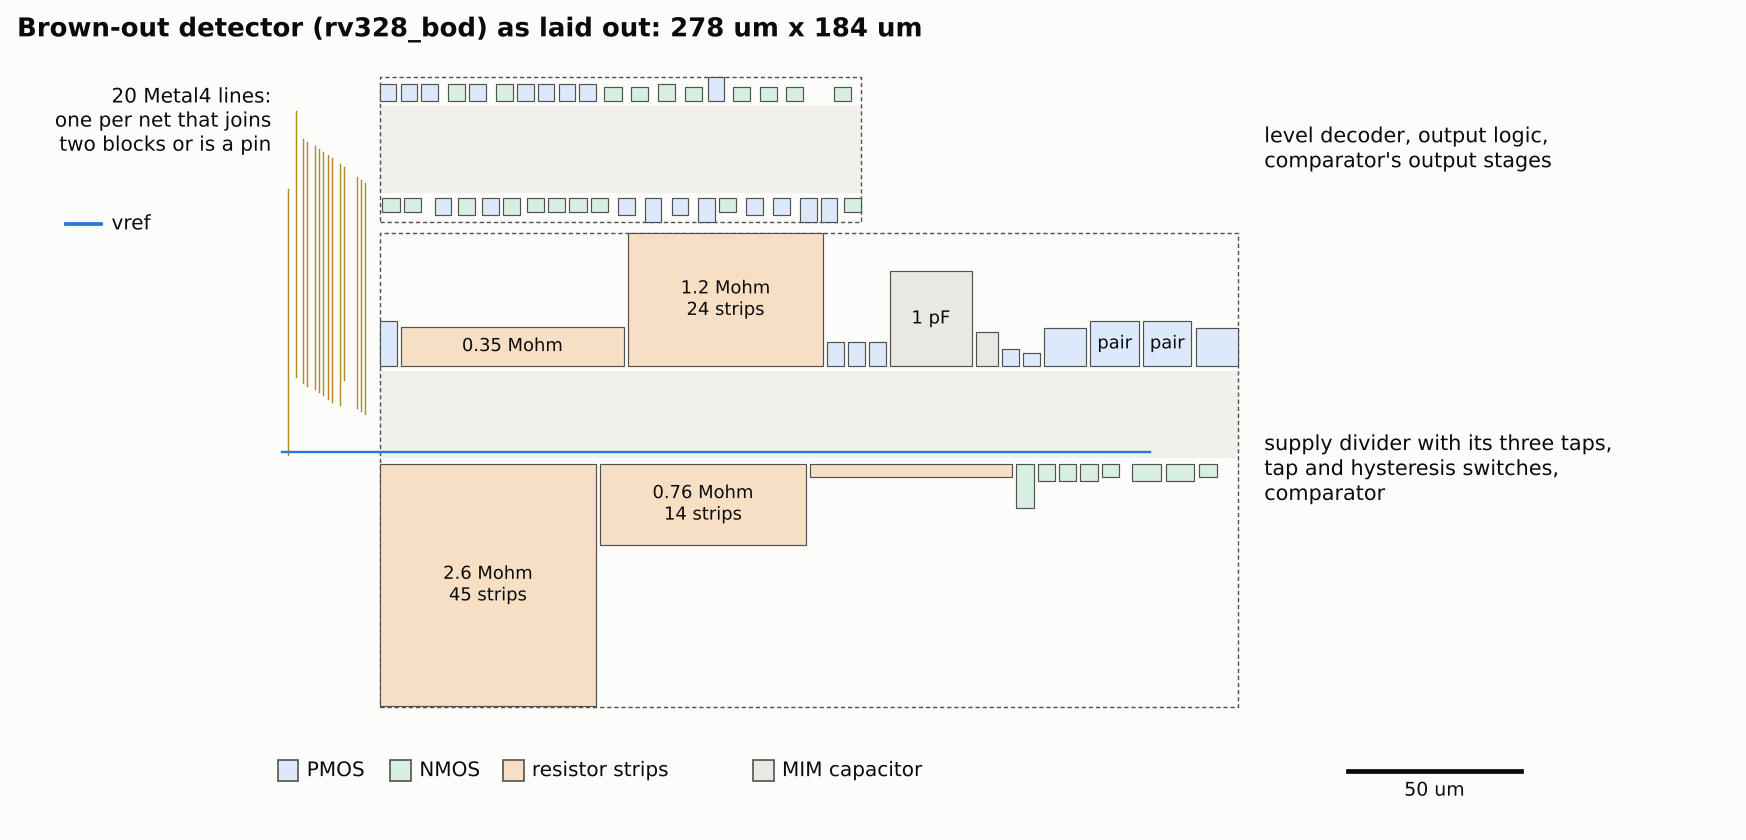 Brown-out detector (rv328_bod) as laid out: 278 um x 184 um
20 Metal4 lines:
one per net that joins
two blocks or is a pin
vref
level decoder, output logic,
comparator's output stages
1.2 Mohm
24 strips
0.35 Mohm
1 pF
pair
pair
supply divider with its three taps,
tap and hysteresis switches,
comparator
0.76 Mohm
14 strips
2.6 Mohm
45 strips
PMOS
NMOS
resistor strips
MIM capacitor
50 um